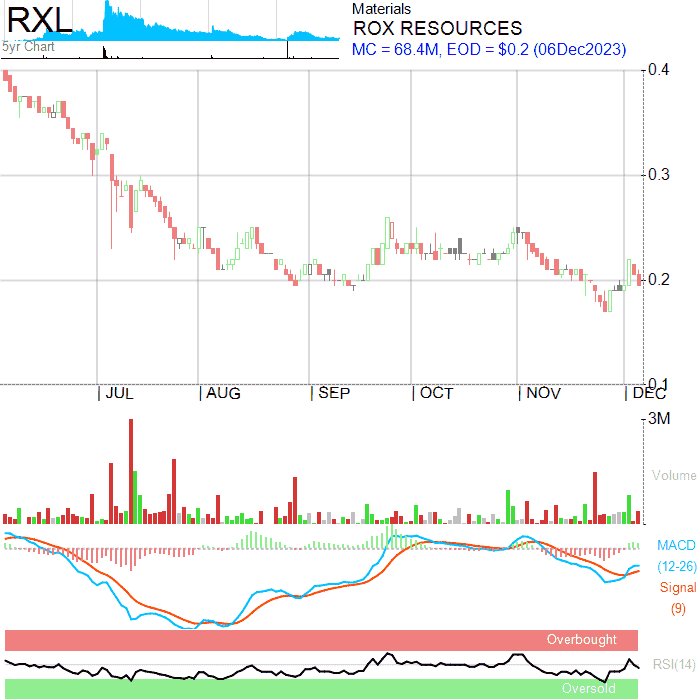 RXL
5yr Chart
Materials
ROX RESOURCES
MC = 68.4M, EOD = $0.2 (06Dec2023)
0.4
0.3
0.2
0.1
JUL
AUG
SEP
OCT
NOV
DEC
3M
Volume
MACD
(12-26)
Signal
(9)
Overbought
RSI(14)
Oversold